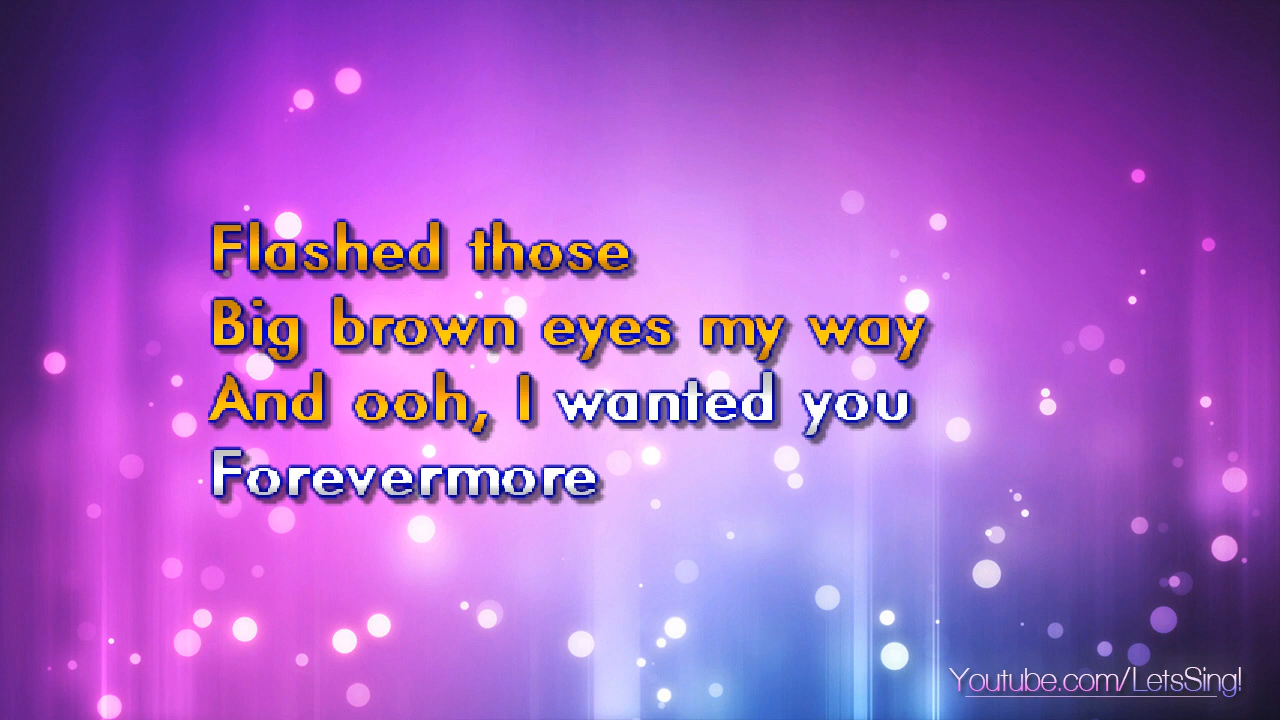 Flashed those
Big brown eyes my way
And ooh, I wanted you
Forevermore
Youtube.com/LetsSing!